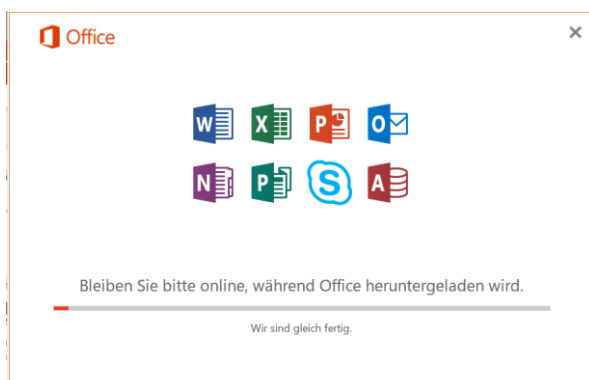 Office
W
X
P
O
N
P
S
A
Bleiben Sie bitte online, während Office heruntergeladen wird.
Wir sind gleich fertig.